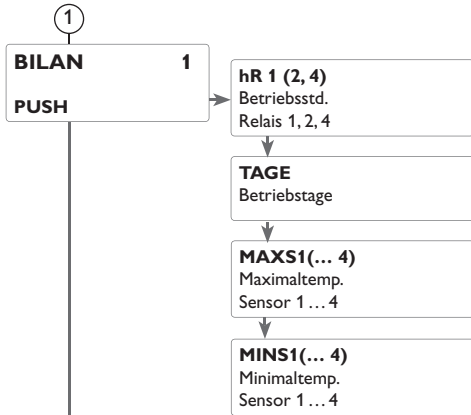 1
BILAN 1
PUSH
hR 1 (2, 4)
Betriebsstd.
Relais 1, 2, 4
TAGE
Betriebstage
MAXS1(… 4)
Maximaltemp.
Sensor 1 … 4
MINS1(… 4)
Minimaltemp.
Sensor 1 … 4